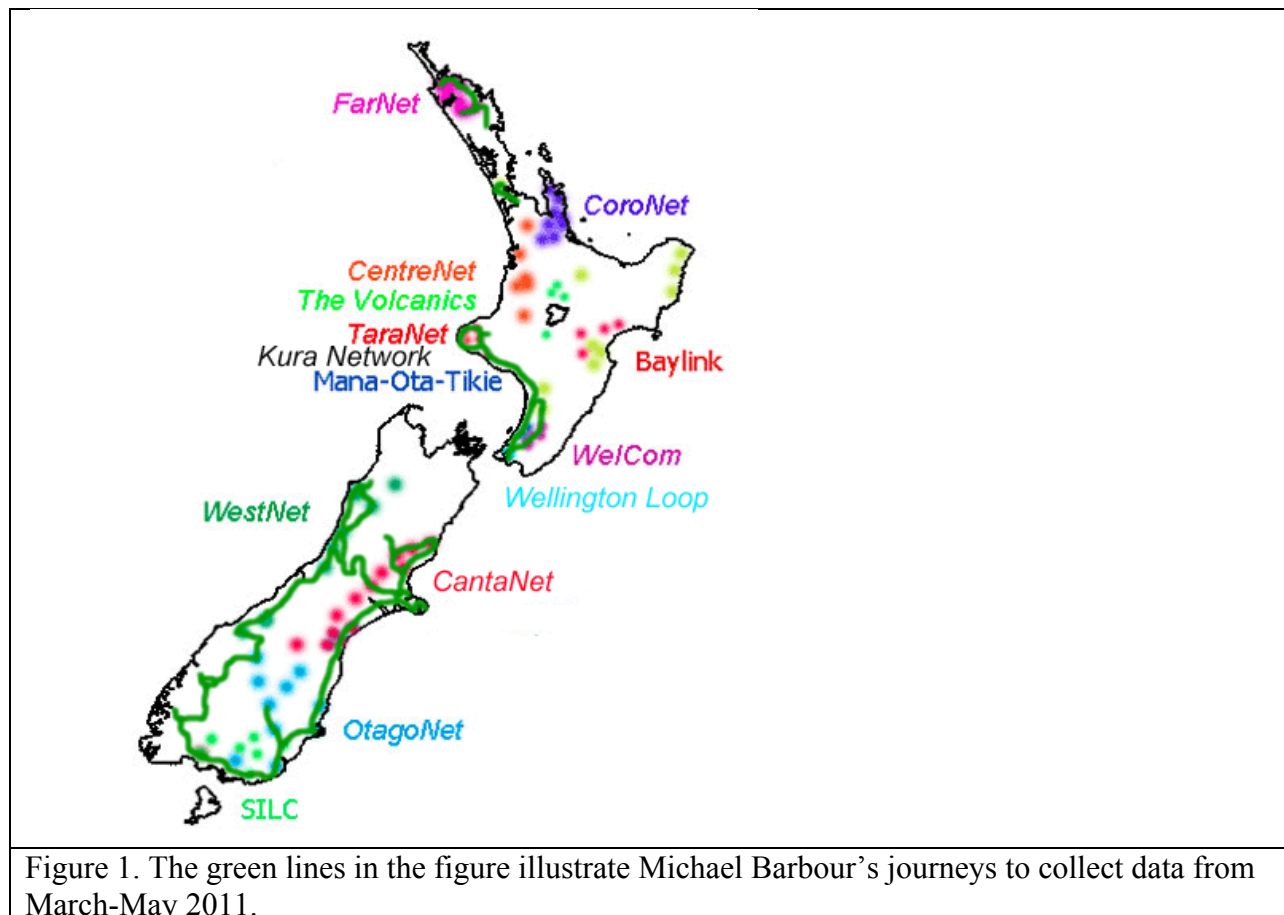 FarNet
CoroNet
CentreNet
The Volcanics
TaraNet
Kura Network
Mana-Ota-Tikie
Baylink
WelCom
Wellington Loop
WestNet
CantaNet
OtagoNet
SILC
Figure 1. The green lines in the figure illustrate Michael Barbour’s journeys to collect data from
March-May 2011.